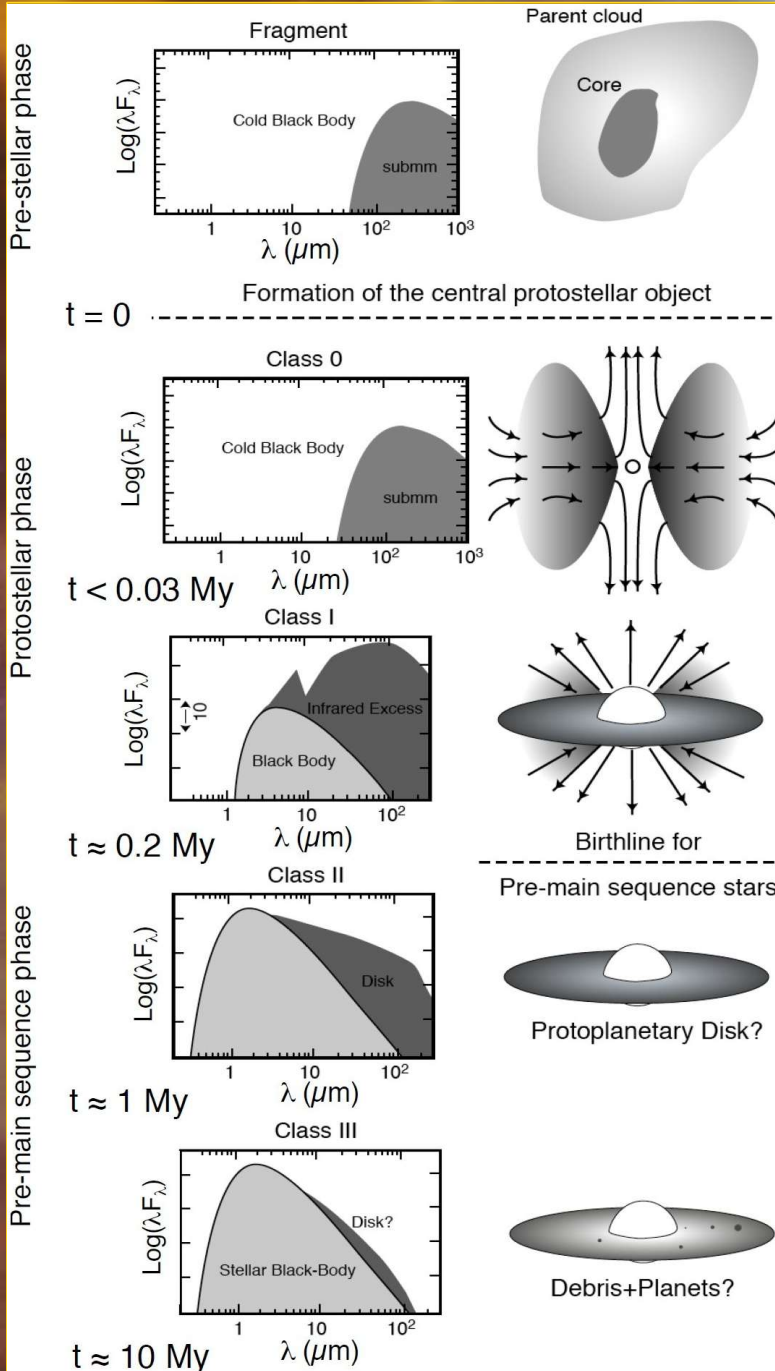 Pre-stellar phase
Fragment
Log(λFλ)
Cold Black Body
submm
1 10 10² 10³
λ (µm)
Parent cloud
Core
t = 0
Formation of the central protostellar object
Protostellar phase
Class 0
Log(λFλ)
Cold Black Body
submm
1 10 10² 10³
λ (µm)
t < 0.03 My
Class I
Log(λFλ)
10
Infrared Excess
Black Body
1 10 10²
λ (µm)
t ≈ 0.2 My
Birthline for
Pre-main sequence stars
Pre-main sequence phase
Class II
Log(λFλ)
Disk
1 10 10²
λ (µm)
t ≈ 1 My
Protoplanetary Disk?
Class III
Log(λFλ)
Disk?
Stellar Black-Body
1 10 10²
λ (µm)
t ≈ 10 My
Debris+Planets?